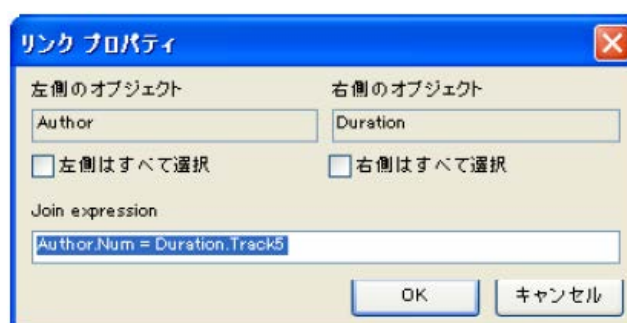 リンク プロパティ
左側のオブジェクト 右側のオブジェクト
Author Duration
左側はすべて選択 右側はすべて選択
Join expression
Author.Num = Duration.Track5
OK キャンセル